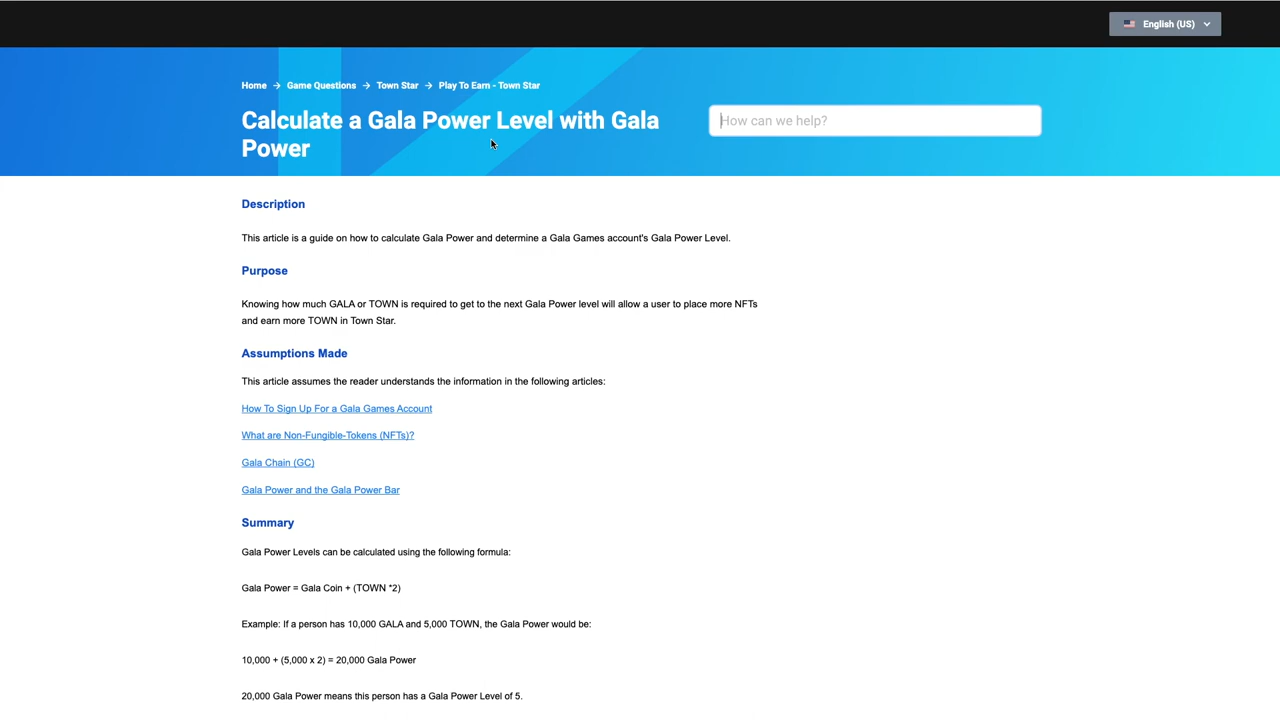 English (US)
Home → Game Questions → Town Star → Play To Earn - Town Star
Calculate a Gala Power Level with Gala
Power
How can we help?
Description
This article is a guide on how to calculate Gala Power and determine a Gala Games account's Gala Power Level.
Purpose
Knowing how much GALA or TOWN is required to get to the next Gala Power level will allow a user to place more NFTs
and earn more TOWN in Town Star.
Assumptions Made
This article assumes the reader understands the information in the following articles:
How To Sign Up For a Gala Games Account
What are Non-Fungible-Tokens (NFTs)?
Gala Chain (GC)
Gala Power and the Gala Power Bar
Summary
Gala Power Levels can be calculated using the following formula:
Gala Power = Gala Coin + (TOWN *2)
Example: If a person has 10,000 GALA and 5,000 TOWN, the Gala Power would be:
10,000 + (5,000 x 2) = 20,000 Gala Power
20,000 Gala Power means this person has a Gala Power Level of 5.